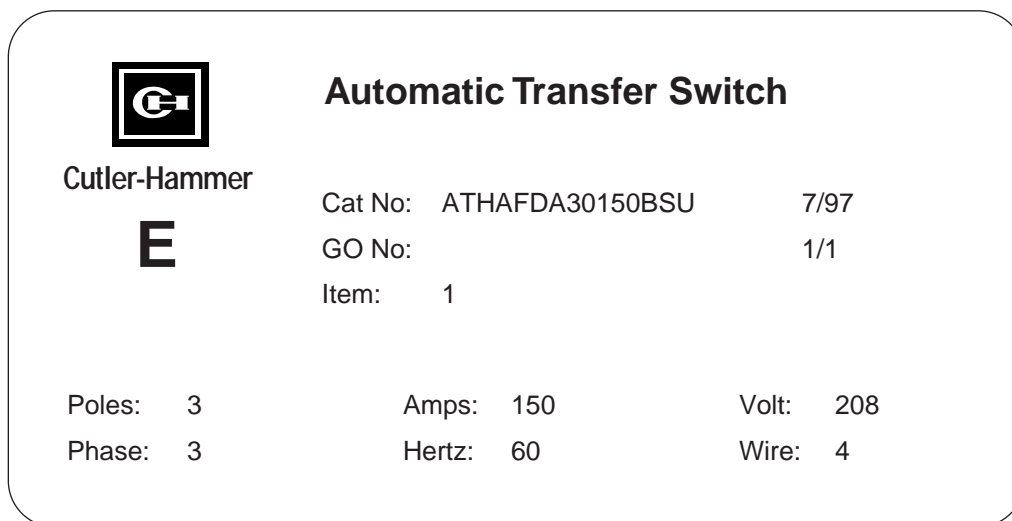 Automatic Transfer Switch
Cutler-Hammer
E
Cat No: ATHAFDA30150BSU 7/97
GO No: 1/1
Item: 1
Poles: 3 Amps: 150 Volt: 208
Phase: 3 Hertz: 60 Wire: 4